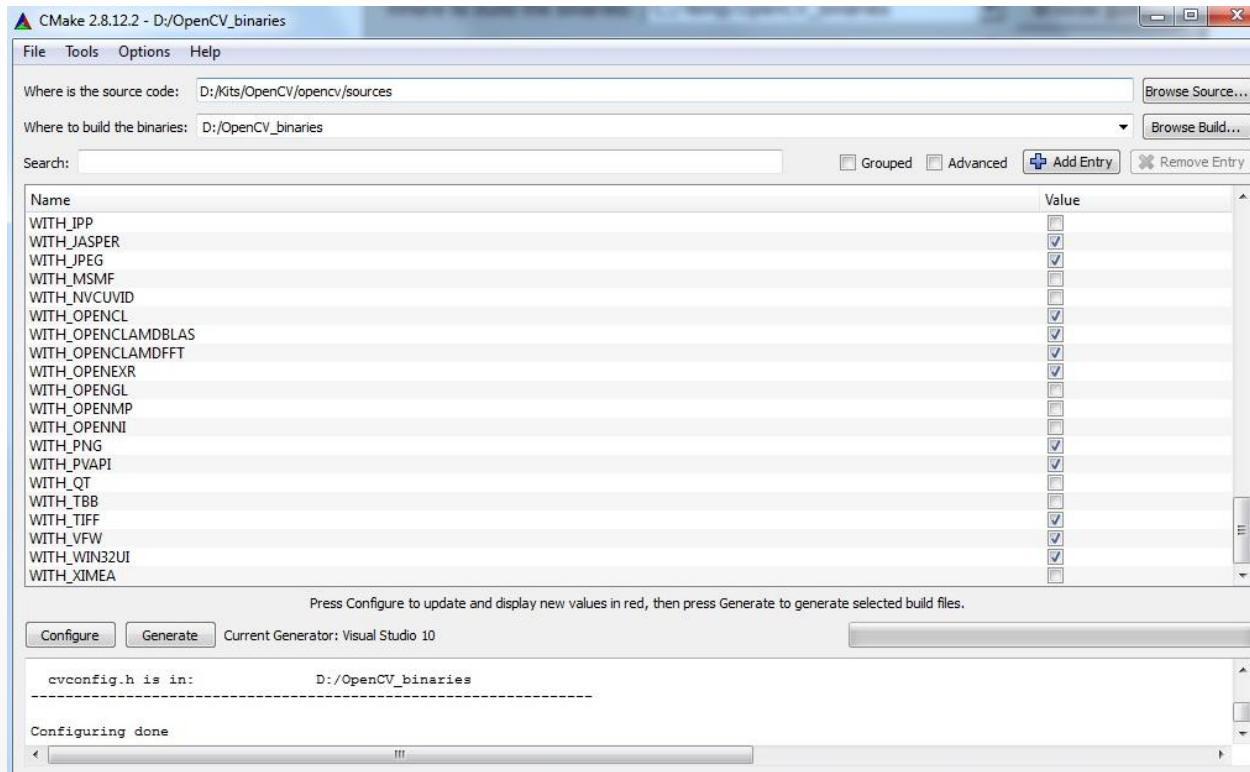 CMake 2.8.12.2 - D:/OpenCV_binaries
File Tools Options Help
Where is the source code: D:/Kits/OpenCV/opencv/sources Browse Source...
Where to build the binaries: D:/OpenCV_binaries Browse Build...
Search: Grouped Advanced Add Entry Remove Entry
Name Value
WITH_IPP
WITH_JASPER
WITH_JPEG
WITH_MSMF
WITH_NVCUVID
WITH_OPENCL
WITH_OPENCLAMDBLAS
WITH_OPENCLAMDFFT
WITH_OPENEXR
WITH_OPENGL
WITH_OPENMP
WITH_OPENNI
WITH_PNG
WITH_PVAPI
WITH_QT
WITH_TBB
WITH_TIFF
WITH_VFW
WITH_WIN32UI
WITH_XIMEA
Press Configure to update and display new values in red, then press Generate to generate selected build files.
Configure Generate Current Generator: Visual Studio 10
cvconfig.h is in: D:/OpenCV_binaries
-----------------------------------------------------------------
Configuring done